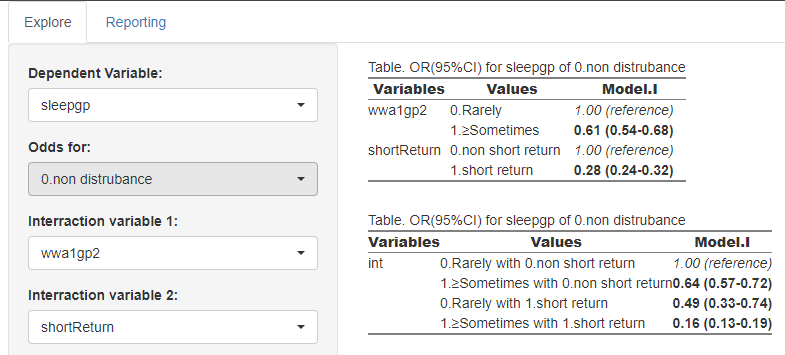 Explore Reporting
Dependent Variable:
sleepgp
Odds for:
0.non distrubance
Interraction variable 1:
wwa1gp2
Interraction variable 2:
shortReturn
Table. OR(95%CI) for sleepgp of 0.non distrubance
Variables Values Model.I
wwa1gp2 0.Rarely 1.00 (reference)
1.≥Sometimes 0.61 (0.54-0.68)
shortReturn 0.non short return 1.00 (reference)
1.short return 0.28 (0.24-0.32)
Table. OR(95%CI) for sleepgp of 0.non distrubance
Variables Values Model.I
int 0.Rarely with 0.non short return 1.00 (reference)
1.≥Sometimes with 0.non short return 0.64 (0.57-0.72)
0.Rarely with 1.short return 0.49 (0.33-0.74)
1.≥Sometimes with 1.short return 0.16 (0.13-0.19)